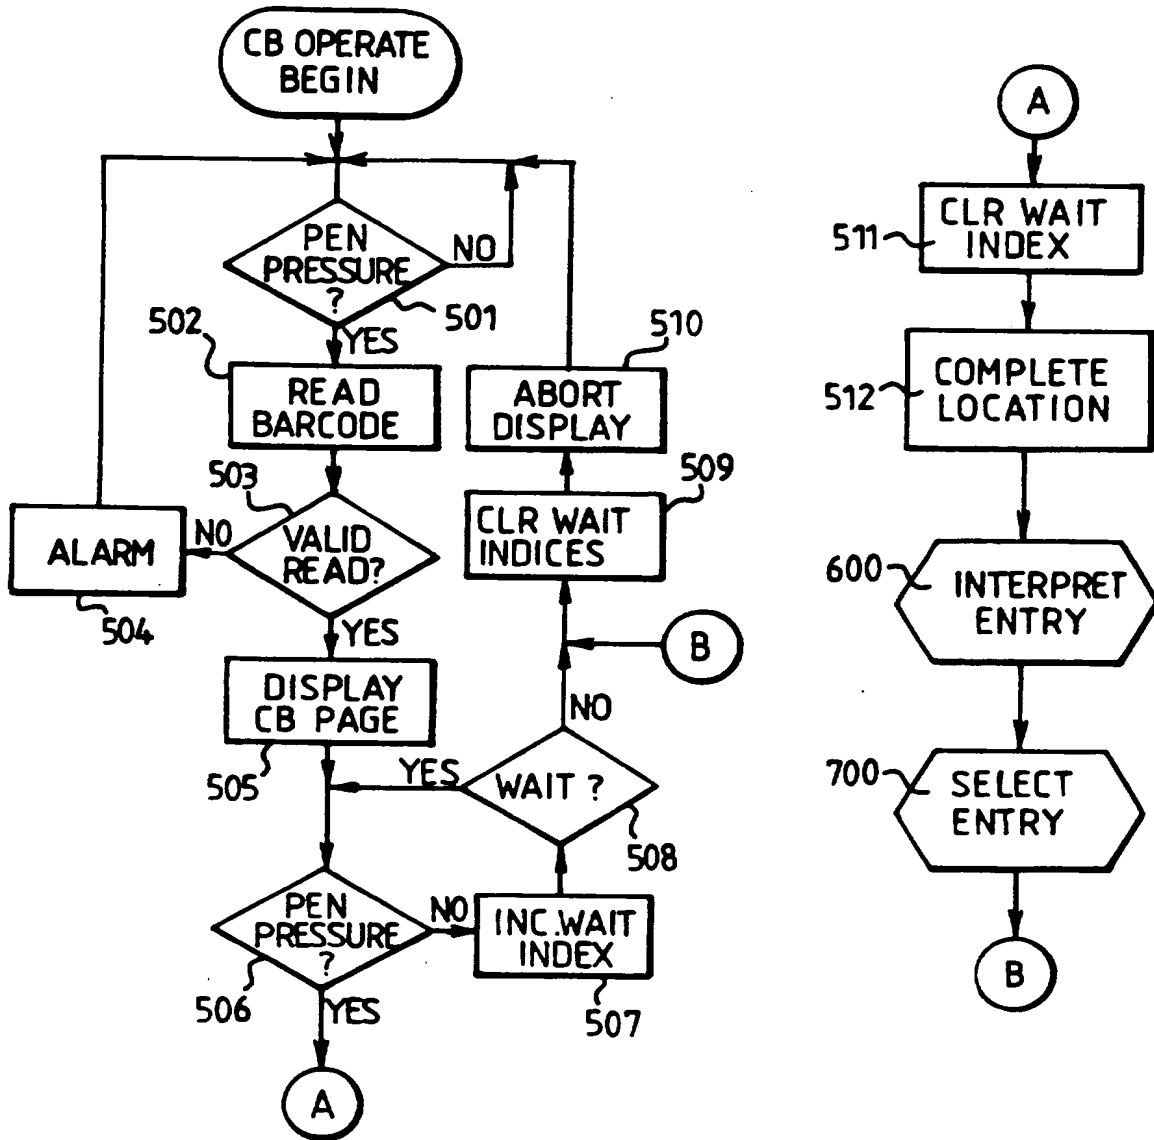 CB OPERATE
BEGIN
PEN
PRESSURE
?
NO
501
YES
502
READ
BARCODE
503
VALID
READ?
NO
ALARM
504
YES
DISPLAY
CB PAGE
505
PEN
PRESSURE
?
506
NO
YES
A
INC.WAIT
INDEX
507
WAIT ?
508
YES
NO
B
CLR WAIT
INDICES
509
ABORT
DISPLAY
510
A
CLR WAIT
INDEX
511
COMPLETE
LOCATION
512
INTERPRET
ENTRY
600
SELECT
ENTRY
700
B